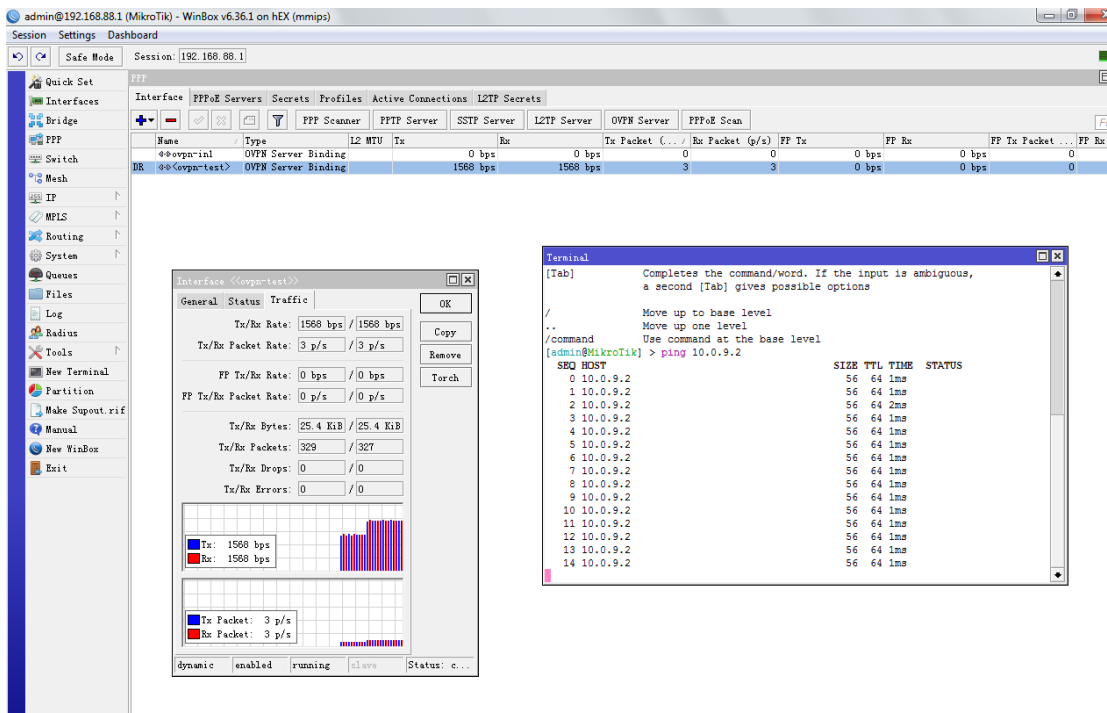 admin@192.168.88.1 (MikroTik) - WinBox v6.36.1 on hEX (mmips)
Session Settings Dashboard
Safe Mode Session: 192.168.88.1
Quick Set
Interfaces
Bridge
PPP
Switch
Mesh
IP
MPLS
Routing
System
Queues
Files
Log
Radius
Tools
New Terminal
Partition
Make Supout.rif
Manual
New WinBox
Exit
PPP
Interface PPPoE Servers Secrets Profiles Active Connections L2TP Secrets
PPP Scanner PPTP Server SSTP Server L2TP Server OVPN Server PPPoE Scan
Name / Type L2 MTU Tx Rx Tx Packet (... / Rx Packet (p/s) FP Tx FP Rx FP Tx Packet ... FP Rx
ovpn-in1 OVPN Server Binding 0 bps 0 bps 0 0 0 bps 0 bps 0
DR <ovpn-test> OVPN Server Binding 1568 bps 1568 bps 3 3 0 bps 0 bps 0
Interface <<ovpn-test>>
General Status Traffic
Tx/Rx Rate: 1568 bps / 1568 bps
Tx/Rx Packet Rate: 3 p/s / 3 p/s
FP Tx/Rx Rate: 0 bps / 0 bps
FP Tx/Rx Packet Rate: 0 p/s / 0 p/s
Tx/Rx Bytes: 25.4 KiB / 25.4 KiB
Tx/Rx Packets: 329 / 327
Tx/Rx Drops: 0 / 0
Tx/Rx Errors: 0 / 0
Tx: 1568 bps
Rx: 1568 bps
Tx Packet: 3 p/s
Rx Packet: 3 p/s
dynamic enabled running slave Status: c...
OK
Copy
Remove
Torch
Terminal
[Tab] Completes the command/word. If the input is ambiguous,
a second [Tab] gives possible options
/ Move up to base level
.. Move up one level
/command Use command at the base level
[admin@MikroTik] > ping 10.0.9.2
SEQ HOST SIZE TTL TIME STATUS
0 10.0.9.2 56 64 1ms
1 10.0.9.2 56 64 1ms
2 10.0.9.2 56 64 2ms
3 10.0.9.2 56 64 1ms
4 10.0.9.2 56 64 1ms
5 10.0.9.2 56 64 1ms
6 10.0.9.2 56 64 1ms
7 10.0.9.2 56 64 1ms
8 10.0.9.2 56 64 1ms
9 10.0.9.2 56 64 1ms
10 10.0.9.2 56 64 1ms
11 10.0.9.2 56 64 1ms
12 10.0.9.2 56 64 1ms
13 10.0.9.2 56 64 1ms
14 10.0.9.2 56 64 1ms